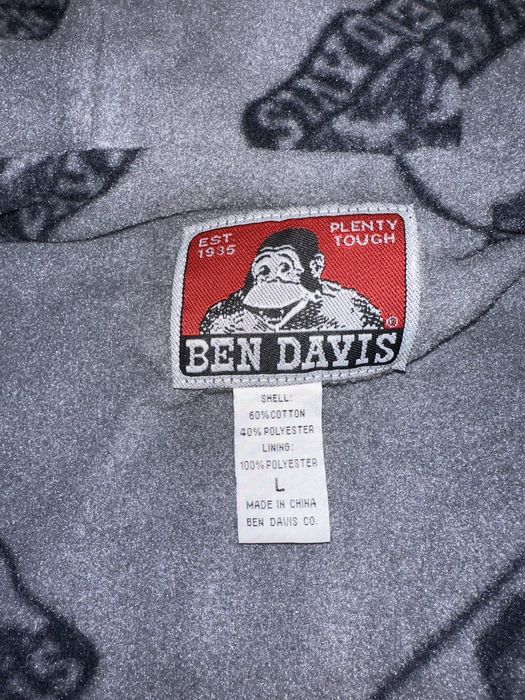 EST
1935
PLENTY
TOUGH
®
BEN DAVIS
SHELL:
60%COTTON
40%POLYESTER
LINING:
100%POLYESTER
L
MADE IN CHINA
BEN DAVIS CO.